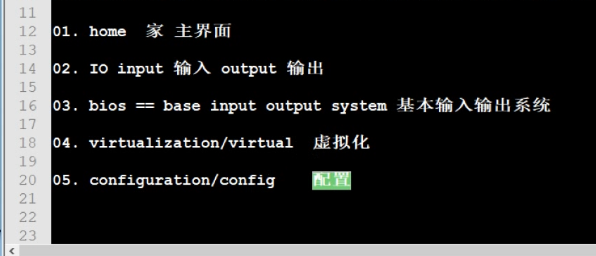 11
12 01. home 家 主界面
13
14 02. IO input 输入 output 输出
15
16 03. bios == base input output system 基本输入输出系统
17
18 04. virtualization/virtual 虚拟化
19
20 05. configuration/config 配置
21
22
23